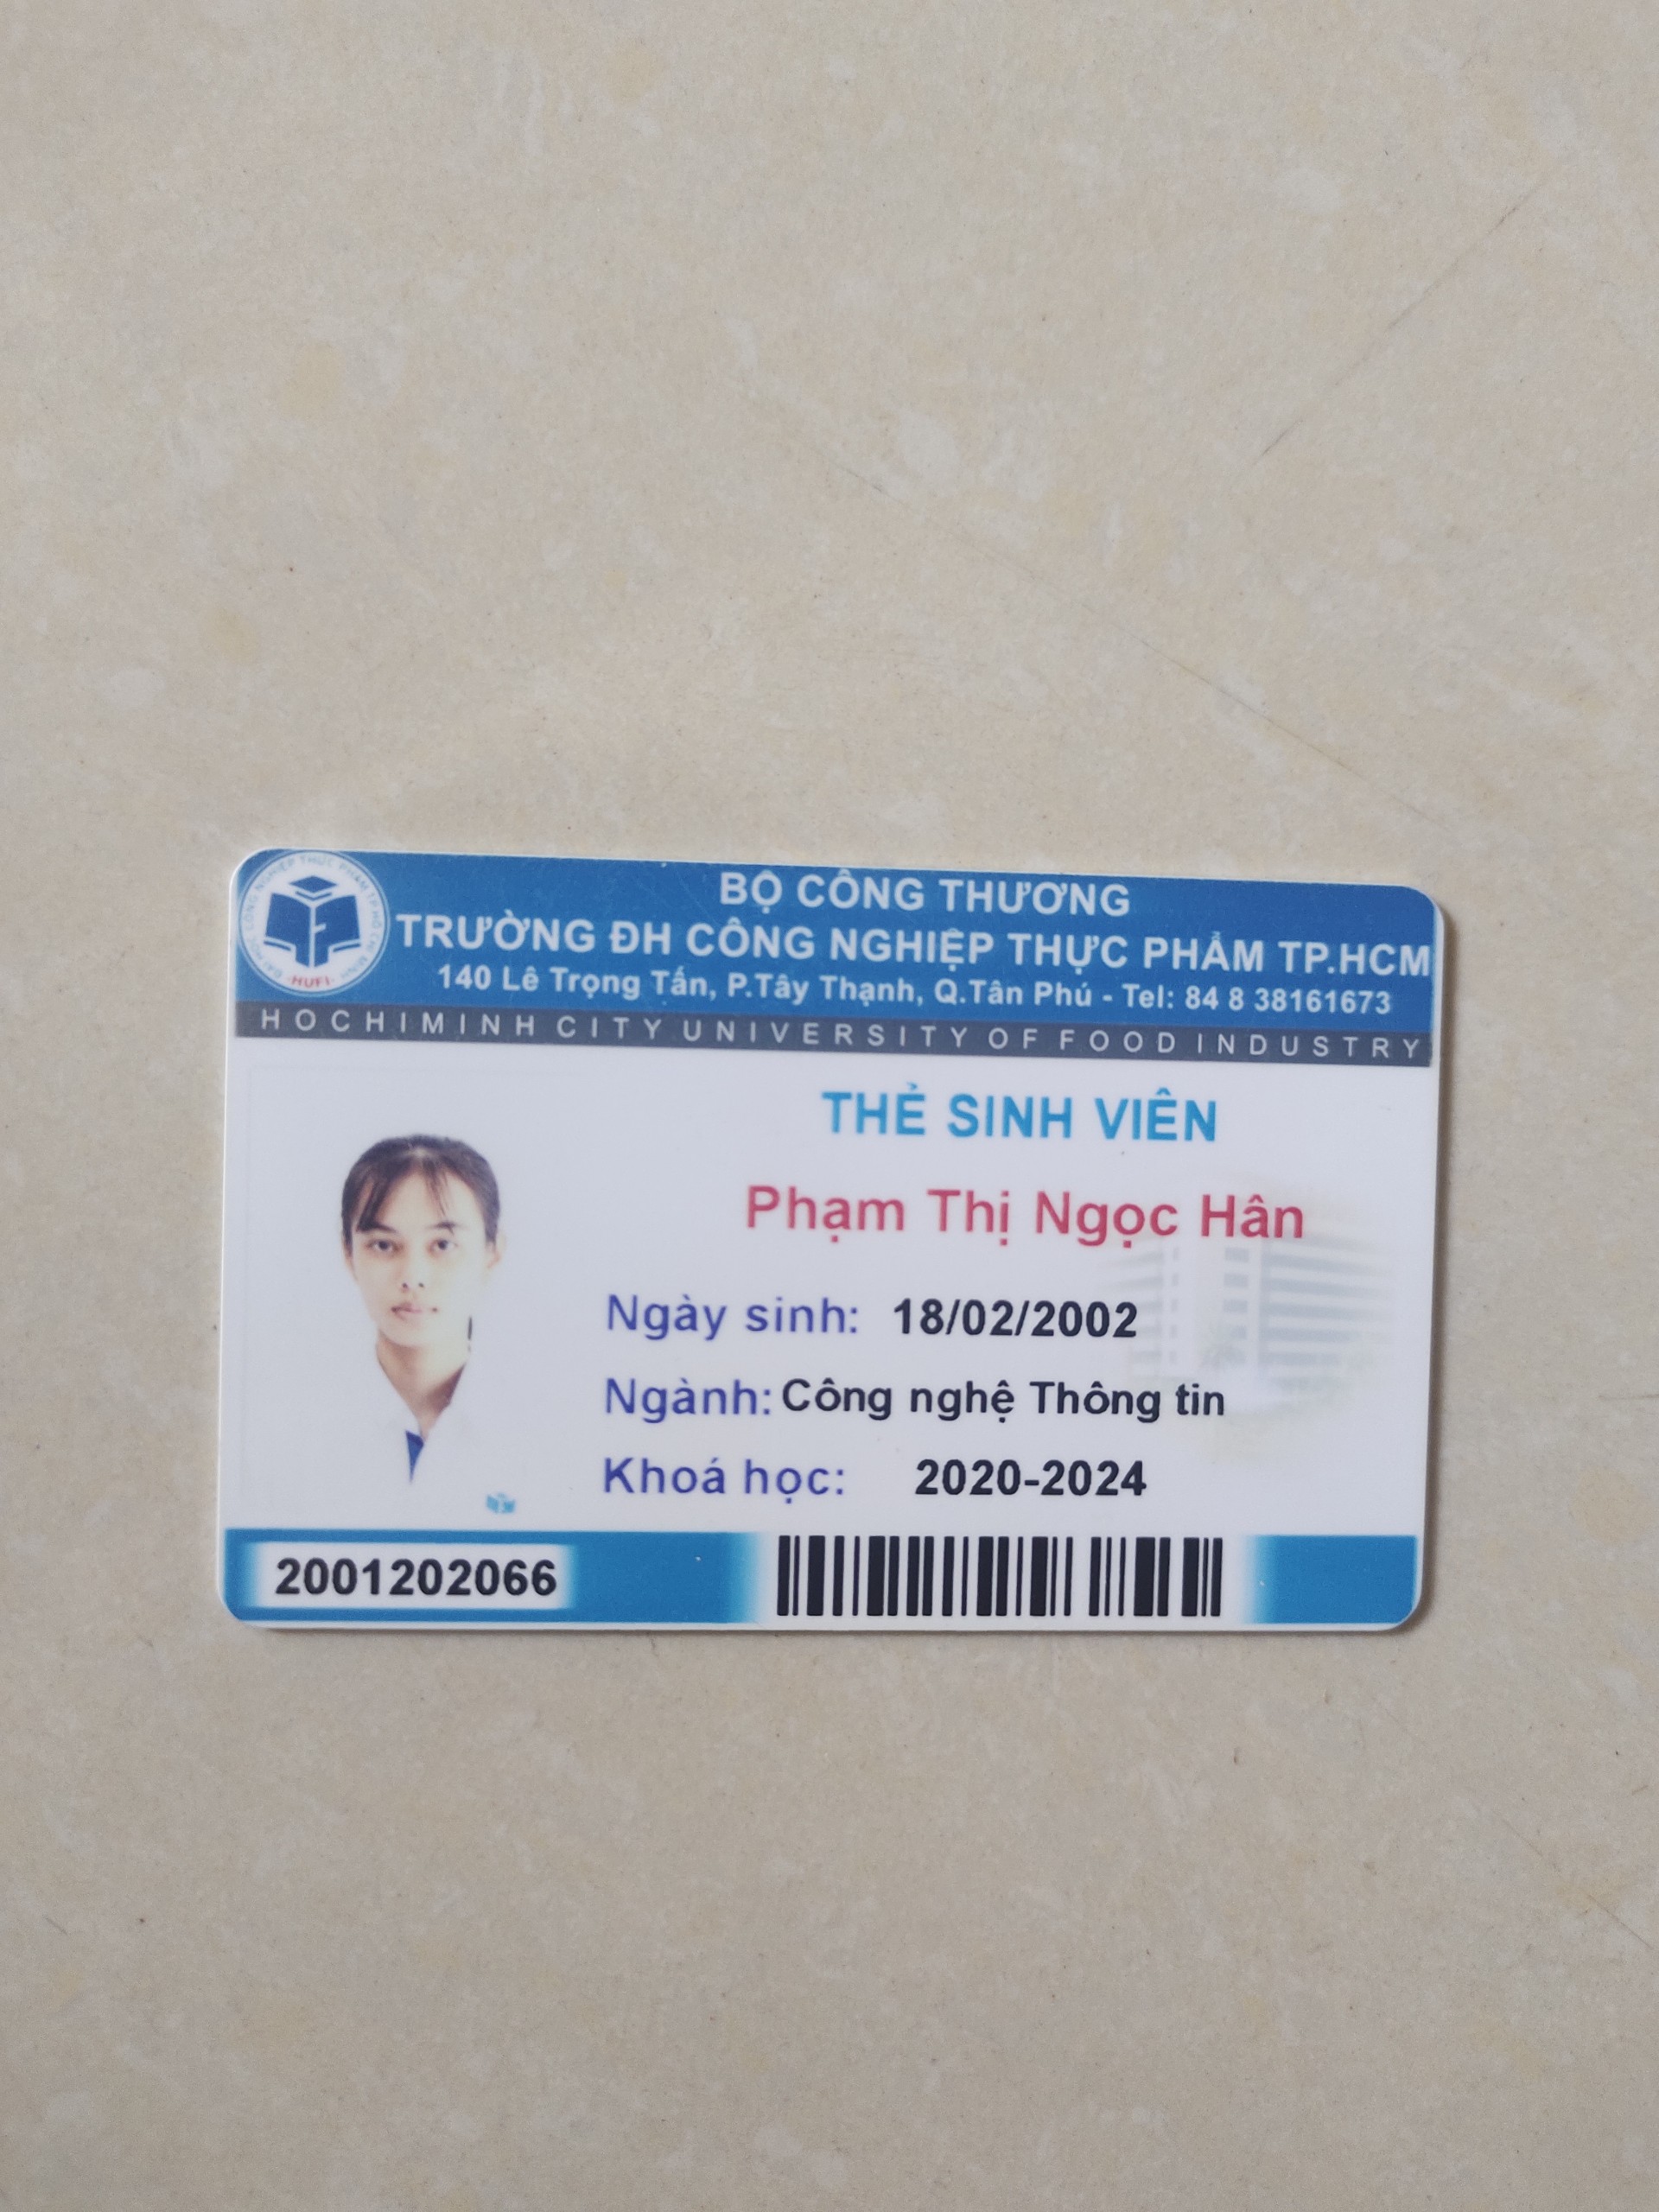 BỘ CÔNG THƯƠNG
TRƯỜNG ĐH CÔNG NGHIỆP THỰC PHẨM TP.HCM
140 Lê Trọng Tấn, P.Tây Thạnh, Q.Tân Phú - Tel: 84 8 38161673
HOCHIMINH CITY UNIVERSITY OF FOOD INDUSTRY
HUFI
THẺ SINH VIÊN
Phạm Thị Ngọc Hân
Ngày sinh: 18/02/2002
Ngành: Công nghệ Thông tin
Khoá học: 2020-2024
2001202066